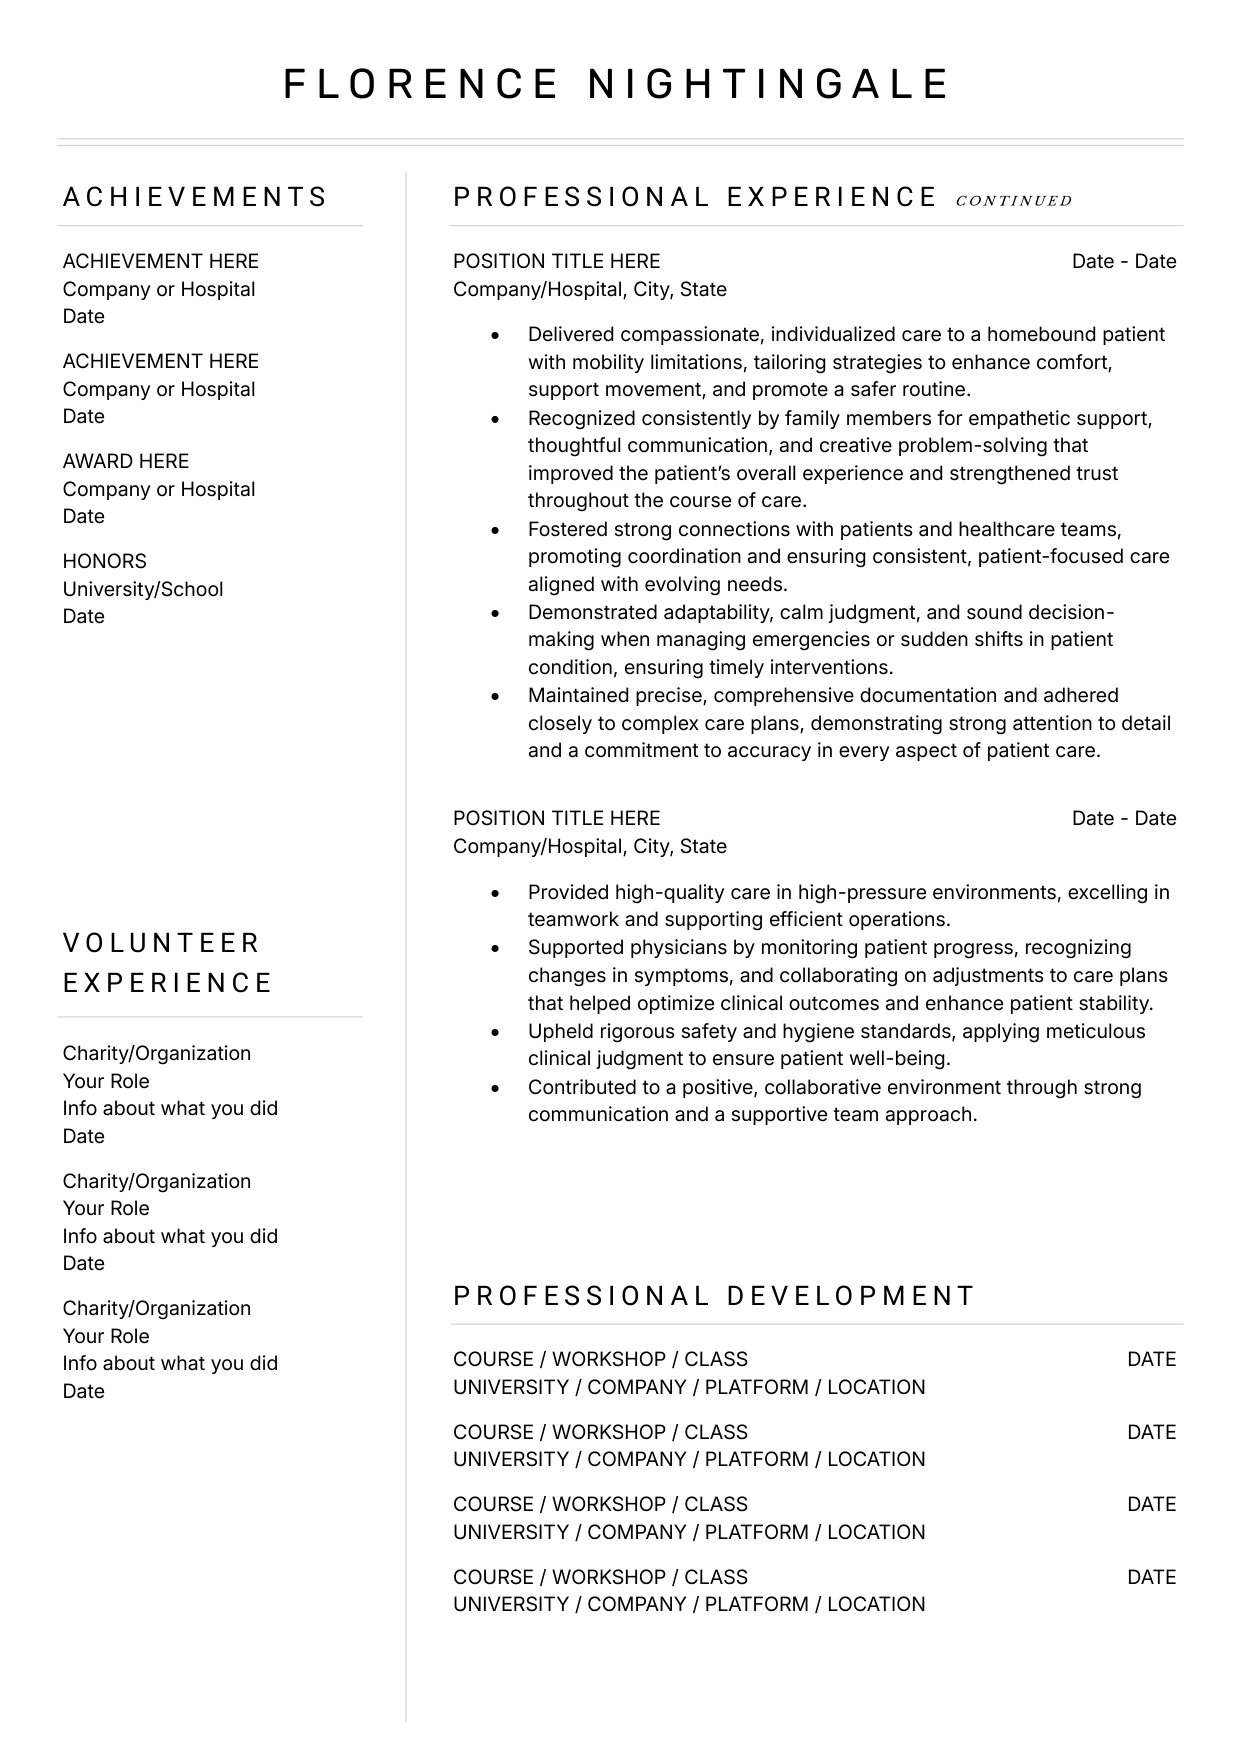 FLORENCE NIGHTINGALE
ACHIEVEMENTS
ACHIEVEMENT HERE
Company or Hospital
Date
ACHIEVEMENT HERE
Company or Hospital
Date
AWARD HERE
Company or Hospital
Date
HONORS
University/School
Date
VOLUNTEER
EXPERIENCE
Charity/Organization
Your Role
Info about what you did
Date
Charity/Organization
Your Role
Info about what you did
Date
Charity/Organization
Your Role
Info about what you did
Date
PROFESSIONAL EXPERIENCE CONTINUED
POSITION TITLE HERE Date - Date
Company/Hospital, City, State
• Delivered compassionate, individualized care to a homebound patient
with mobility limitations, tailoring strategies to enhance comfort,
support movement, and promote a safer routine.
• Recognized consistently by family members for empathetic support,
thoughtful communication, and creative problem-solving that
improved the patient’s overall experience and strengthened trust
throughout the course of care.
• Fostered strong connections with patients and healthcare teams,
promoting coordination and ensuring consistent, patient-focused care
aligned with evolving needs.
• Demonstrated adaptability, calm judgment, and sound decision-
making when managing emergencies or sudden shifts in patient
condition, ensuring timely interventions.
• Maintained precise, comprehensive documentation and adhered
closely to complex care plans, demonstrating strong attention to detail
and a commitment to accuracy in every aspect of patient care.
POSITION TITLE HERE Date - Date
Company/Hospital, City, State
• Provided high-quality care in high-pressure environments, excelling in
teamwork and supporting efficient operations.
• Supported physicians by monitoring patient progress, recognizing
changes in symptoms, and collaborating on adjustments to care plans
that helped optimize clinical outcomes and enhance patient stability.
• Upheld rigorous safety and hygiene standards, applying meticulous
clinical judgment to ensure patient well-being.
• Contributed to a positive, collaborative environment through strong
communication and a supportive team approach.
PROFESSIONAL DEVELOPMENT
COURSE / WORKSHOP / CLASS DATE
UNIVERSITY / COMPANY / PLATFORM / LOCATION
COURSE / WORKSHOP / CLASS DATE
UNIVERSITY / COMPANY / PLATFORM / LOCATION
COURSE / WORKSHOP / CLASS DATE
UNIVERSITY / COMPANY / PLATFORM / LOCATION
COURSE / WORKSHOP / CLASS DATE
UNIVERSITY / COMPANY / PLATFORM / LOCATION